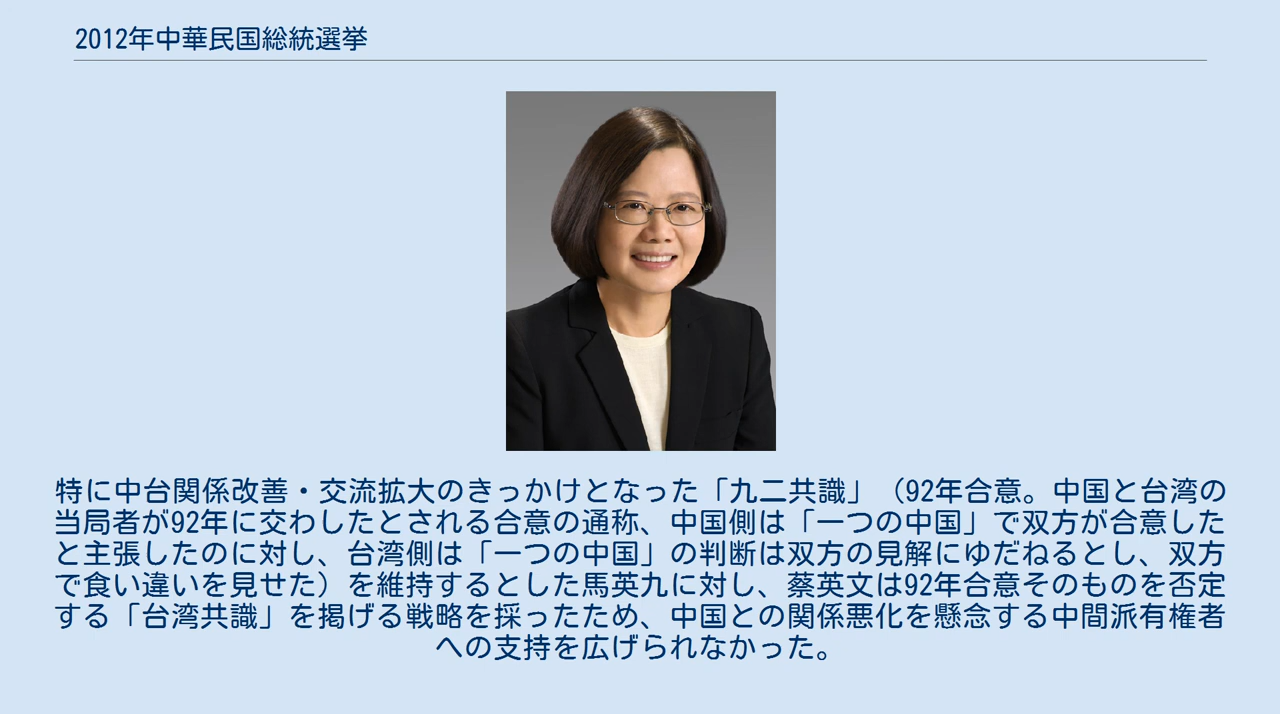 2012年中華民国総統選挙
特に中台関係改善・交流拡大のきっかけとなった「九二共識」（92年合意。中国と台湾の
当局者が92年に交わしたとされる合意の通称、中国側は「一つの中国」で双方が合意した
と主張したのに対し、台湾側は「一つの中国」の判断は双方の見解にゆだねるとし、双方
で食い違いを見せた）を維持するとした馬英九に対し、蔡英文は92年合意そのものを否定
する「台湾共識」を掲げる戦略を採ったため、中国との関係悪化を懸念する中間派有権者
への支持を広げられなかった。